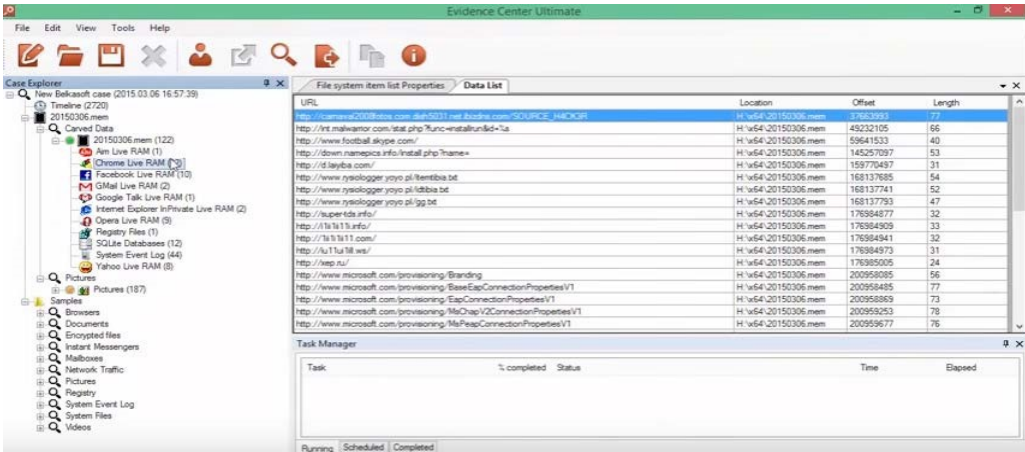 Evidence Center Ultimate
File Edit View Tools Help
Case Explorer
New Belkasoft case (2015.03.06 16:57:39)
Timeline (2720)
20150306.mem
Carved Data
20150306.mem (122)
Aim Live RAM (1)
Chrome Live RAM
Facebook Live RAM (10)
GMail Live RAM (2)
Google Talk Live RAM (1)
Internet Explorer InPrivate Live RAM (2)
Opera Live RAM (9)
Registry Files (1)
SQLite Databases (12)
System Event Log (44)
Yahoo Live RAM (8)
Pictures
Pictures (187)
Samples
Browsers
Documents
Encrypted files
Instant Messengers
Mailboxes
Network Traffic
Pictures
Registry
System Event Log
System Files
Videos
File system item list Properties Data List
URL Location Offset Length
H:\x64\20150306.mem 37663993 77
http://int.malwarrior.com/stat.php?func=installrun&id=%a H:\x64\20150306.mem 49232105 66
http://www.football.skype.com/ H:\x64\20150306.mem 59641533 40
http://down.namepics.info/install.php?name= H:\x64\20150306.mem 145257097 53
http://d.laiyiba.com/ H:\x64\20150306.mem 159770497 31
http://www.rysiologger.yoyo.pl/itemtibia.txt H:\x64\20150306.mem 168137685 54
http://www.rysiologger.yoyo.pl/idtibia.txt H:\x64\20150306.mem 168137741 52
http://www.rysiologger.yoyo.pl/gg.txt H:\x64\20150306.mem 168137793 47
http://super-tds.info/ H:\x64\20150306.mem 176984877 32
H:\x64\20150306.mem 176984909 33
H:\x64\20150306.mem 176984941 32
H:\x64\20150306.mem 176984973 31
http://xep.ru/ H:\x64\20150306.mem 176985005 24
http://www.microsoft.com/provisioning/Branding H:\x64\20150306.mem 200958085 56
http://www.microsoft.com/provisioning/BaseEapConnectionPropertiesV1 H:\x64\20150306.mem 200958485 77
http://www.microsoft.com/provisioning/EapConnectionPropertiesV1 H:\x64\20150306.mem 200958869 73
http://www.microsoft.com/provisioning/MsChapV2ConnectionPropertiesV1 H:\x64\20150306.mem 200959253 78
http://www.microsoft.com/provisioning/MsPeapConnectionPropertiesV1 H:\x64\20150306.mem 200959677 76
Task Manager
Task % completed Status Time Elapsed
Running Scheduled Completed